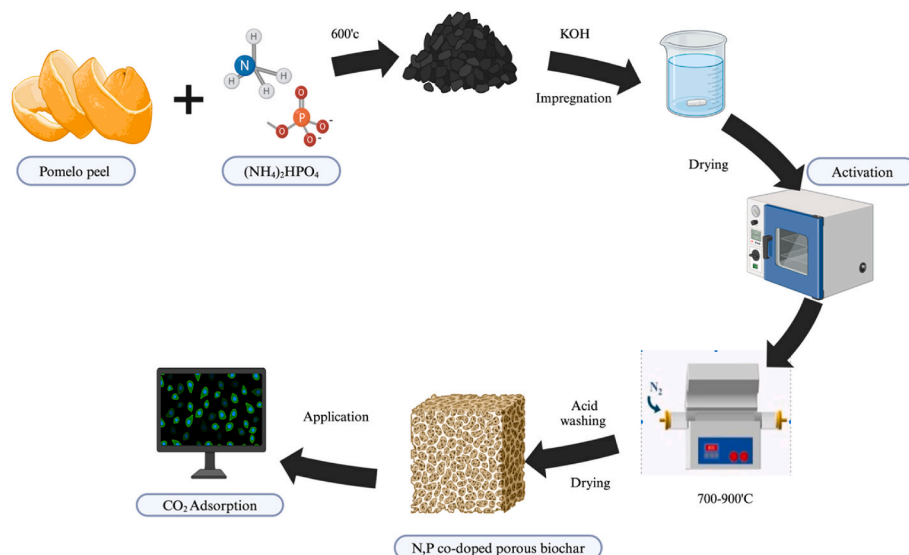 600'c
KOH
N
H
H
H
H
O
P
O
O
-
-
Impregnation
Pomelo peel
(NH₄)₂HPO₄
Drying
Activation
N₂
Application
Acid
washing
Drying
700-900'C
CO₂ Adsorption
N,P co-doped porous biochar